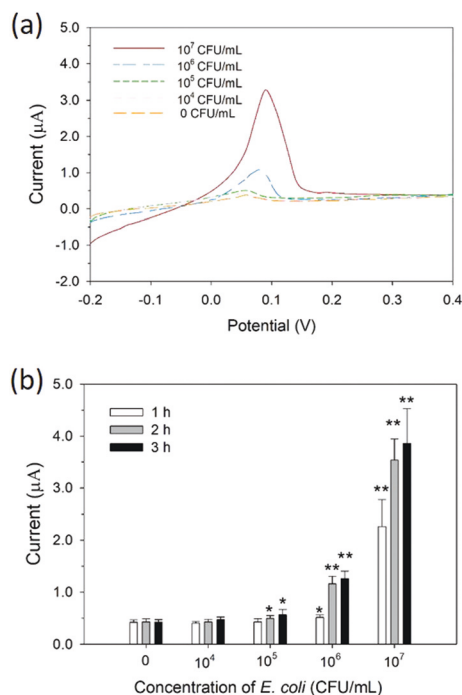 (a)
5.0
4.0
3.0
2.0
1.0
0.0
-1.0
-2.0
Current (µA)
10⁷ CFU/mL
10⁶ CFU/mL
10⁵ CFU/mL
10⁴ CFU/mL
0 CFU/mL
-0.2 -0.1 0.0 0.1 0.2 0.3 0.4
Potential (V)
(b)
5.0
4.0
3.0
2.0
1.0
0.0
Current (µA)
1 h
2 h
3 h
* * * ** ** ** ** **
0 10⁴ 10⁵ 10⁶ 10⁷
Concentration of E. coli (CFU/mL)